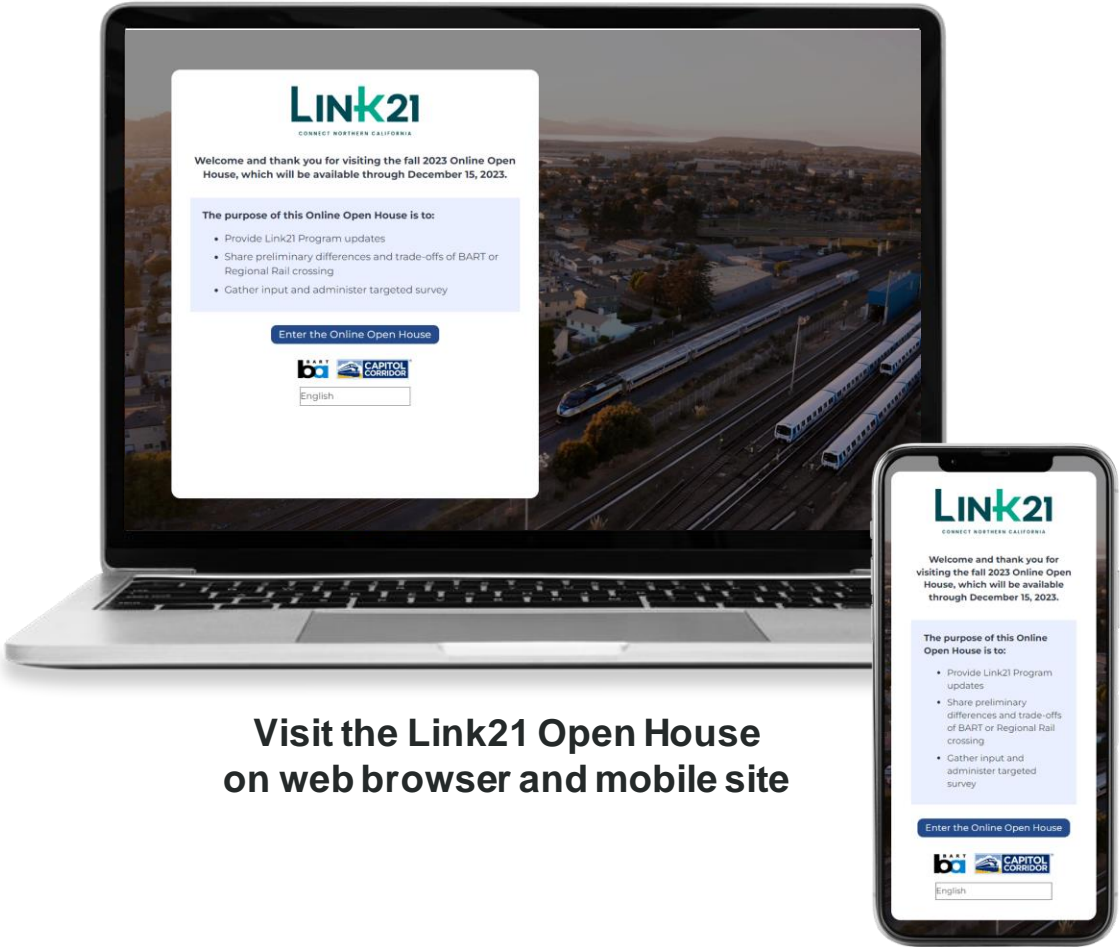 LINK21
CONNECT NORTHERN CALIFORNIA
Welcome and thank you for visiting the fall 2023 Online Open
House, which will be available through December 15, 2023.
The purpose of this Online Open House is to:
• Provide Link21 Program updates
• Share preliminary differences and trade-offs of BART or
Regional Rail crossing
• Gather input and administer targeted survey
Enter the Online Open House
BART
ba
CAPITOL
CORRIDOR
English
LINK21
CONNECT NORTHERN CALIFORNIA
Welcome and thank you for
visiting the fall 2023 Online Open
House, which will be available
through December 15, 2023.
The purpose of this Online
Open House is to:
• Provide Link21 Program
updates
• Share preliminary
differences and trade-offs
of BART or Regional Rail
crossing
• Gather input and
administer targeted
survey
Enter the Online Open House
BART
ba
CAPITOL
CORRIDOR
English
Visit the Link21 Open House
on web browser and mobile site